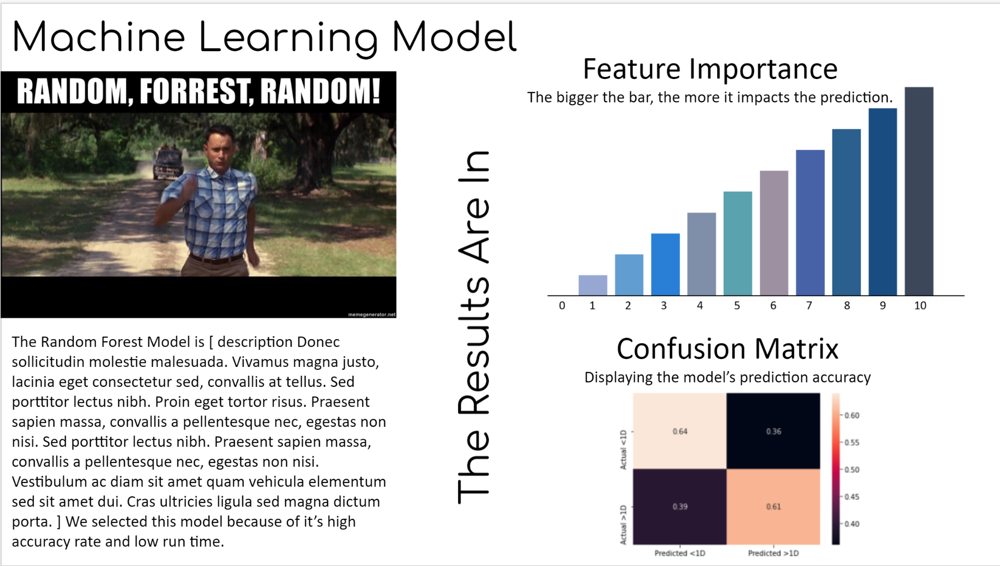 Machine Learning Model
RANDOM, FORREST, RANDOM!
memegenerator.net
The Random Forest Model is [ description Donec
sollicitudin molestie malesuada. Vivamus magna justo,
lacinia eget consectetur sed, convallis at tellus. Sed
porttitor lectus nibh. Proin eget tortor risus. Praesent
sapien massa, convallis a pellentesque nec, egestas non
nisi. Sed porttitor lectus nibh. Praesent sapien massa,
convallis a pellentesque nec, egestas non nisi.
Vestibulum ac diam sit amet quam vehicula elementum
sed sit amet dui. Cras ultricies ligula sed magna dictum
porta. ] We selected this model because of it’s high
accuracy rate and low run time.
The Results Are In
Feature Importance
The bigger the bar, the more it impacts the prediction.
0 1 2 3 4 5 6 7 8 9 10
Confusion Matrix
Displaying the model’s prediction accuracy
Actual <1D
0.64 0.36
Actual >1D
0.39 0.61
Predicted <1D Predicted >1D
0.60
0.55
0.50
0.45
0.40